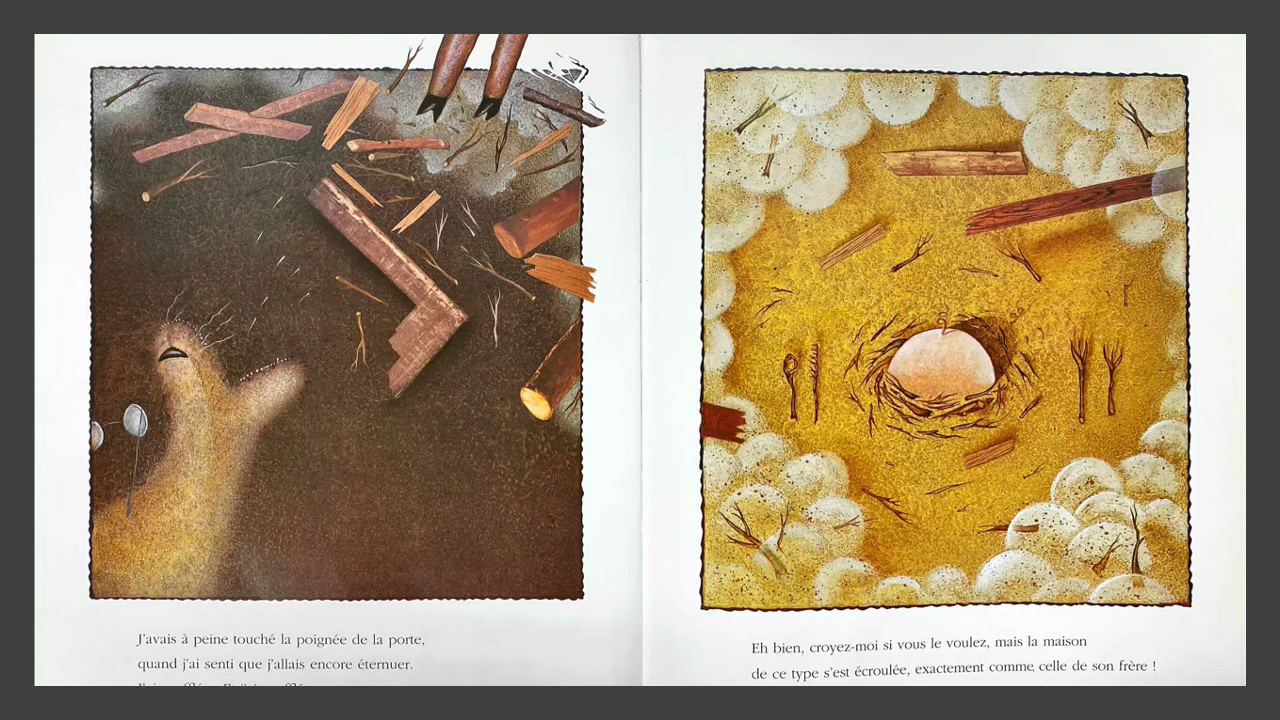 J'avais à peine touché la poignée de la porte,
quand j'ai senti que j'allais encore éternuer.
Eh bien, croyez-moi si vous le voulez, mais la maison
de ce type s'est écroulée, exactement comme celle de son frère !